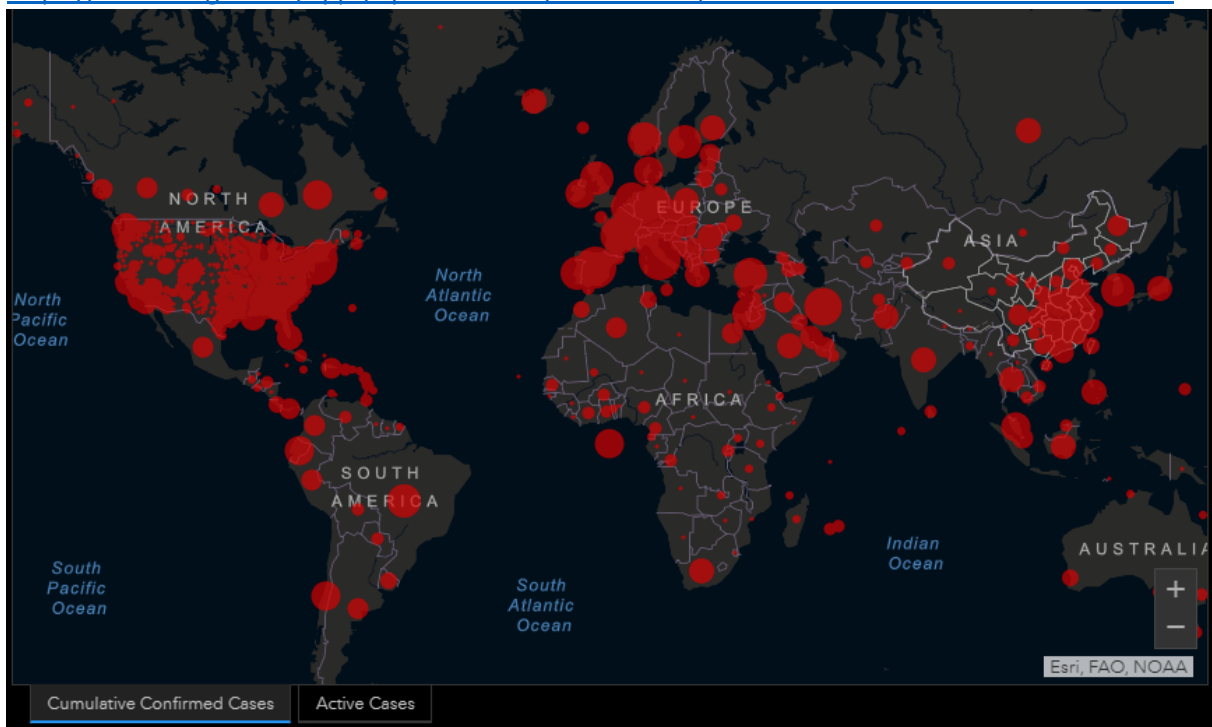 NORTH
AMERICA
EUROPE
ASIA
North
Atlantic
Ocean
North
Pacific
Ocean
AFRICA
SOUTH
AMERICA
Indian
Ocean
AUSTRALIA
South
Pacific
Ocean
South
Atlantic
Ocean
+
−
Esri, FAO, NOAA
Cumulative Confirmed Cases
Active Cases